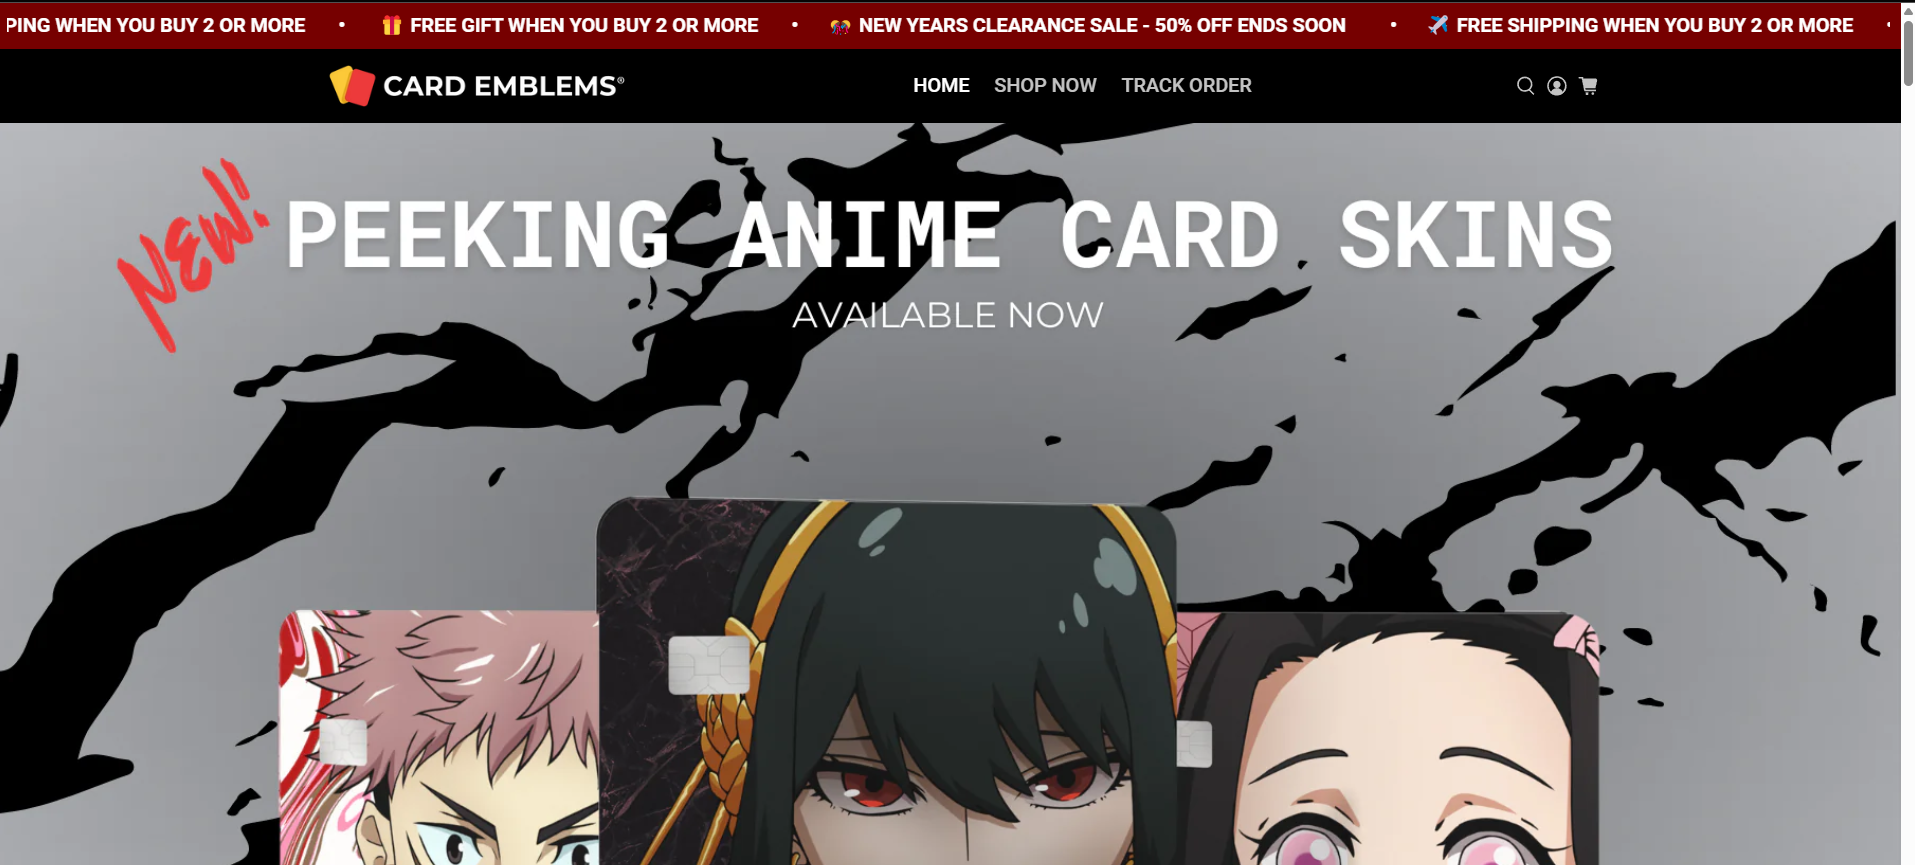 PING WHEN YOU BUY 2 OR MORE • 🎁 FREE GIFT WHEN YOU BUY 2 OR MORE • 🎊 NEW YEARS CLEARANCE SALE - 50% OFF ENDS SOON • ✈️ FREE SHIPPING WHEN YOU BUY 2 OR MORE •
CARD EMBLEMS®
HOME SHOP NOW TRACK ORDER
NEW!
PEEKING ANIME CARD SKINS
AVAILABLE NOW